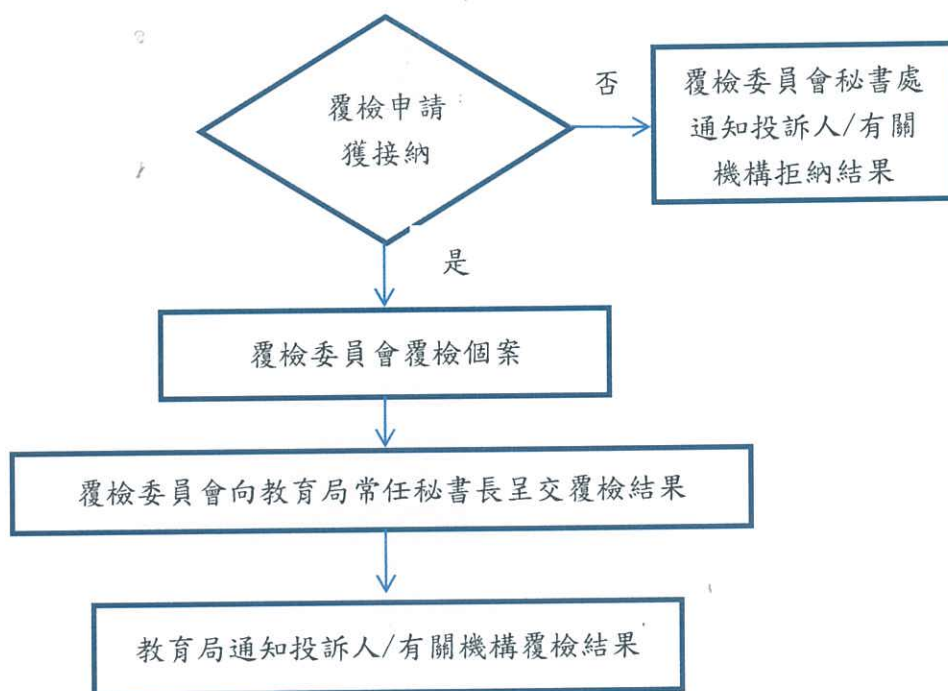 覆檢申請
獲接納
否
覆檢委員會秘書處
通知投訴人/有關
機構拒納結果
是
覆檢委員會覆檢個案
覆檢委員會向教育局常任秘書長呈交覆檢結果
教育局通知投訴人/有關機構覆檢結果